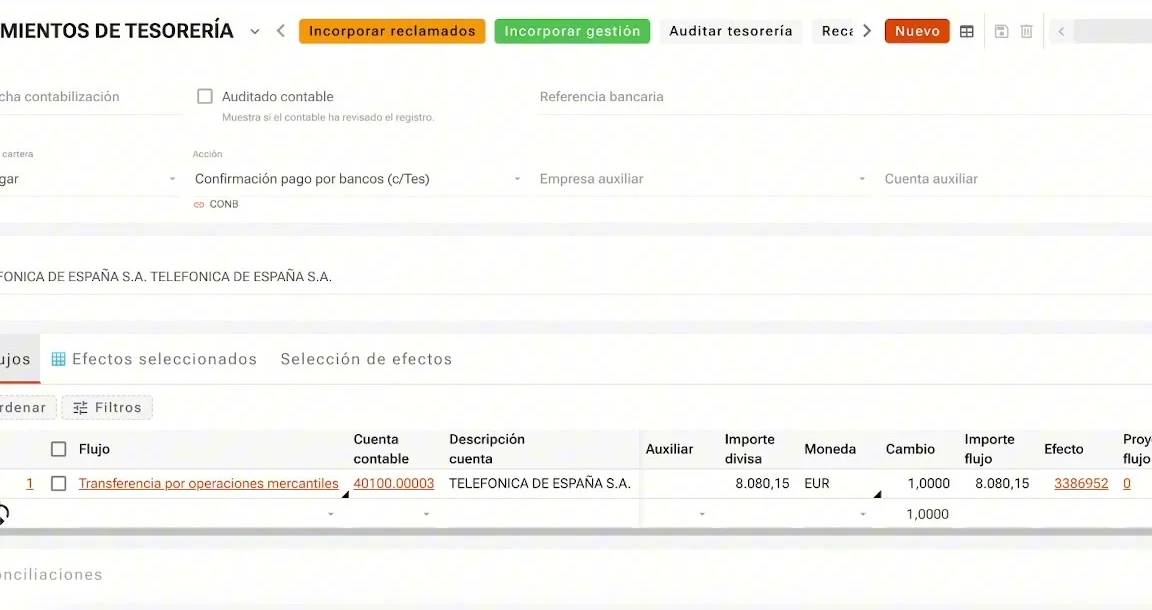 MIENTOS DE TESORERÍA
Incorporar reclamados
Incorporar gestión
Auditar tesorería
Reca
Nuevo
cha contabilización
Auditado contable
Referencia bancaria
Muestra si el contable ha revisado el registro.
cartera
Acción
gar
Confirmación pago por bancos (c/Tes)
Empresa auxiliar
Cuenta auxiliar
CONB
FONICA DE ESPAÑA S.A. TELEFONICA DE ESPAÑA S.A.
ujos
Efectos seleccionados
Selección de efectos
rdenar
Filtros
Flujo
Cuenta contable
Descripción cuenta
Auxiliar
Importe divisa
Moneda
Cambio
Importe flujo
Efecto
Proy flujo
1 Transferencia por operaciones mercantiles 40100.00003 TELEFONICA DE ESPAÑA S.A. 8.080,15 EUR 1,0000 8.080,15 3386952 0
1,0000
onciliaciones